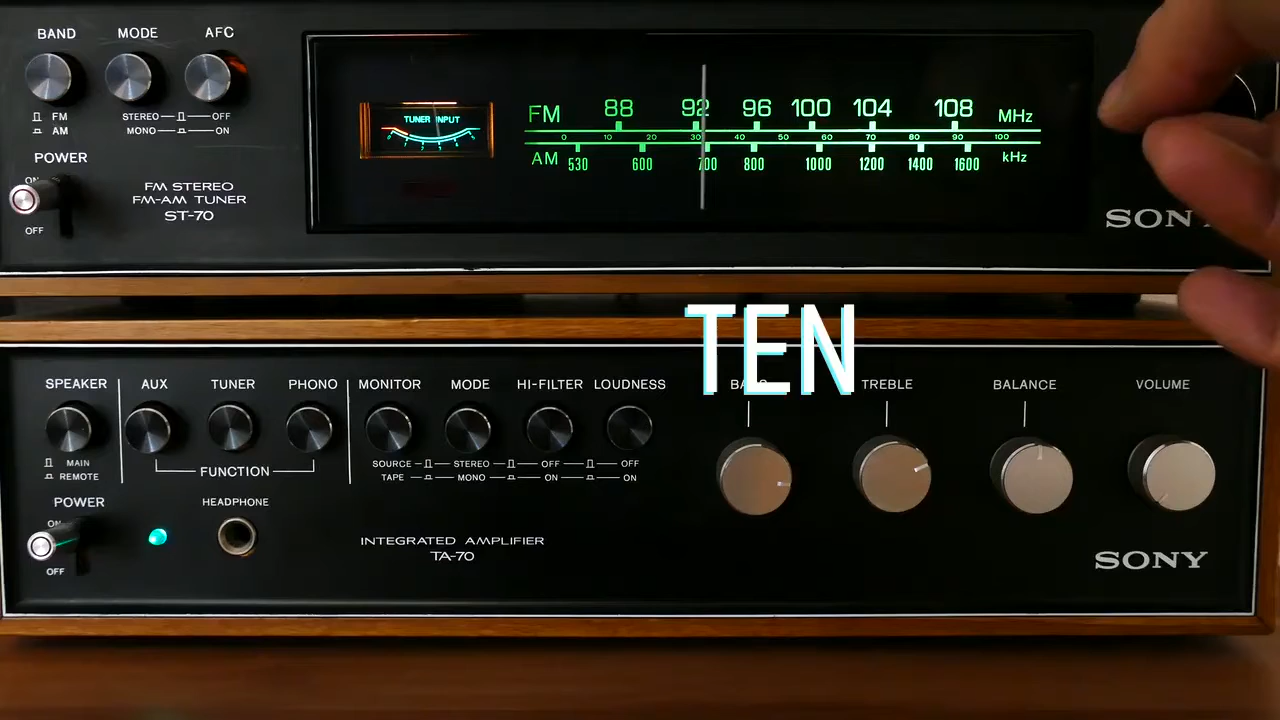 BAND MODE AFC
FM STEREO OFF
AM MONO ON
POWER
ON
OFF
FM STEREO
FM-AM TUNER
ST-70
TUNER INPUT
FM 88 92 96 100 104 108 MHz
0 10 20 30 40 50 60 70 80 90 100
AM 530 600 700 800 1000 1200 1400 1600 kHz
SONY
TEN
SPEAKER AUX TUNER PHONO MONITOR MODE HI-FILTER LOUDNESS BASS TREBLE BALANCE VOLUME
MAIN
REMOTE
FUNCTION
SOURCE STEREO OFF OFF
TAPE MONO ON ON
POWER
ON
OFF
HEADPHONE
INTEGRATED AMPLIFIER
TA-70
SONY